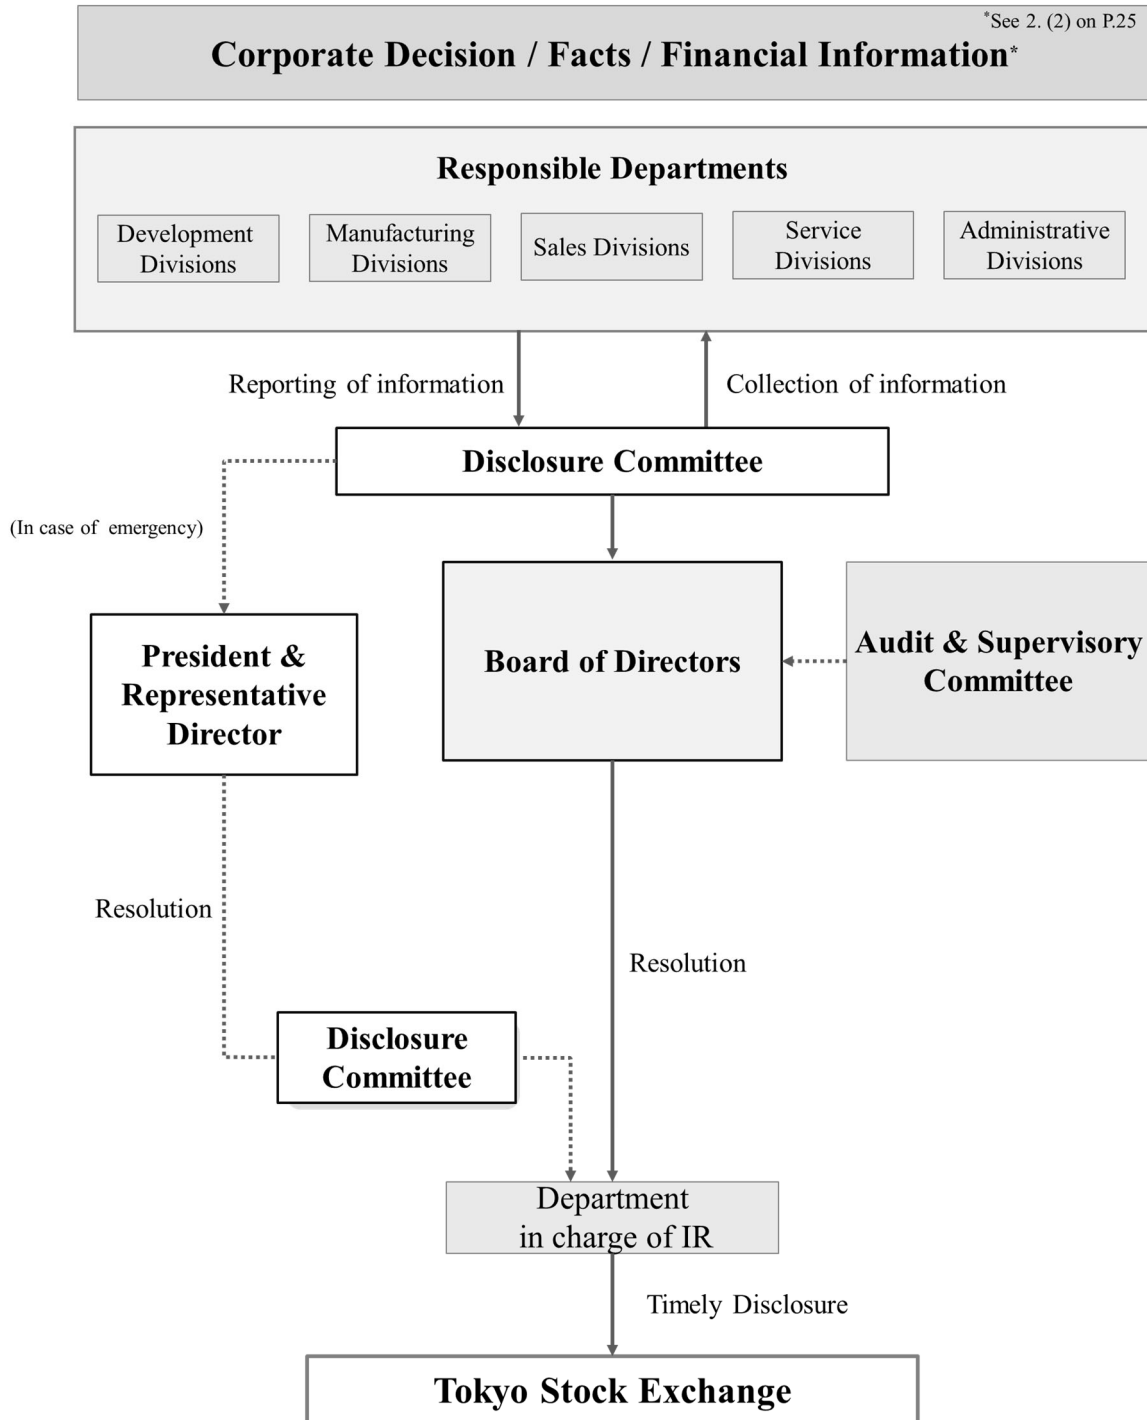 *See 2. (2) on P.25
Corporate Decision / Facts / Financial Information*
Responsible Departments
Development
Divisions
Manufacturing
Divisions
Sales Divisions
Service
Divisions
Administrative
Divisions
Reporting of information
Collection of information
Disclosure Committee
(In case of emergency)
President &
Representative
Director
Board of Directors
Audit & Supervisory
Committee
Resolution
Resolution
Disclosure
Committee
Department
in charge of IR
Timely Disclosure
Tokyo Stock Exchange